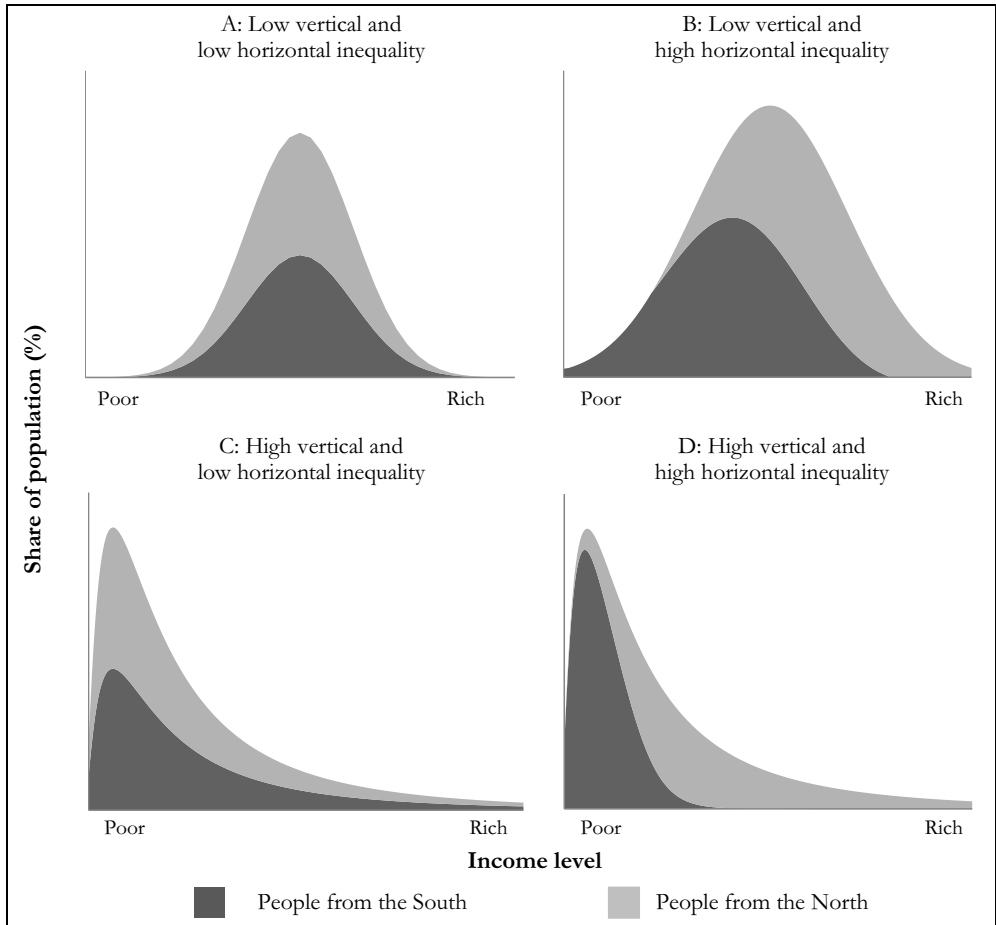 A: Low vertical and
low horizontal inequality
B: Low vertical and
high horizontal inequality
Poor
Rich
Poor
Rich
Share of population (%)
C: High vertical and
low horizontal inequality
D: High vertical and
high horizontal inequality
Poor
Rich
Poor
Rich
Income level
People from the South
People from the North